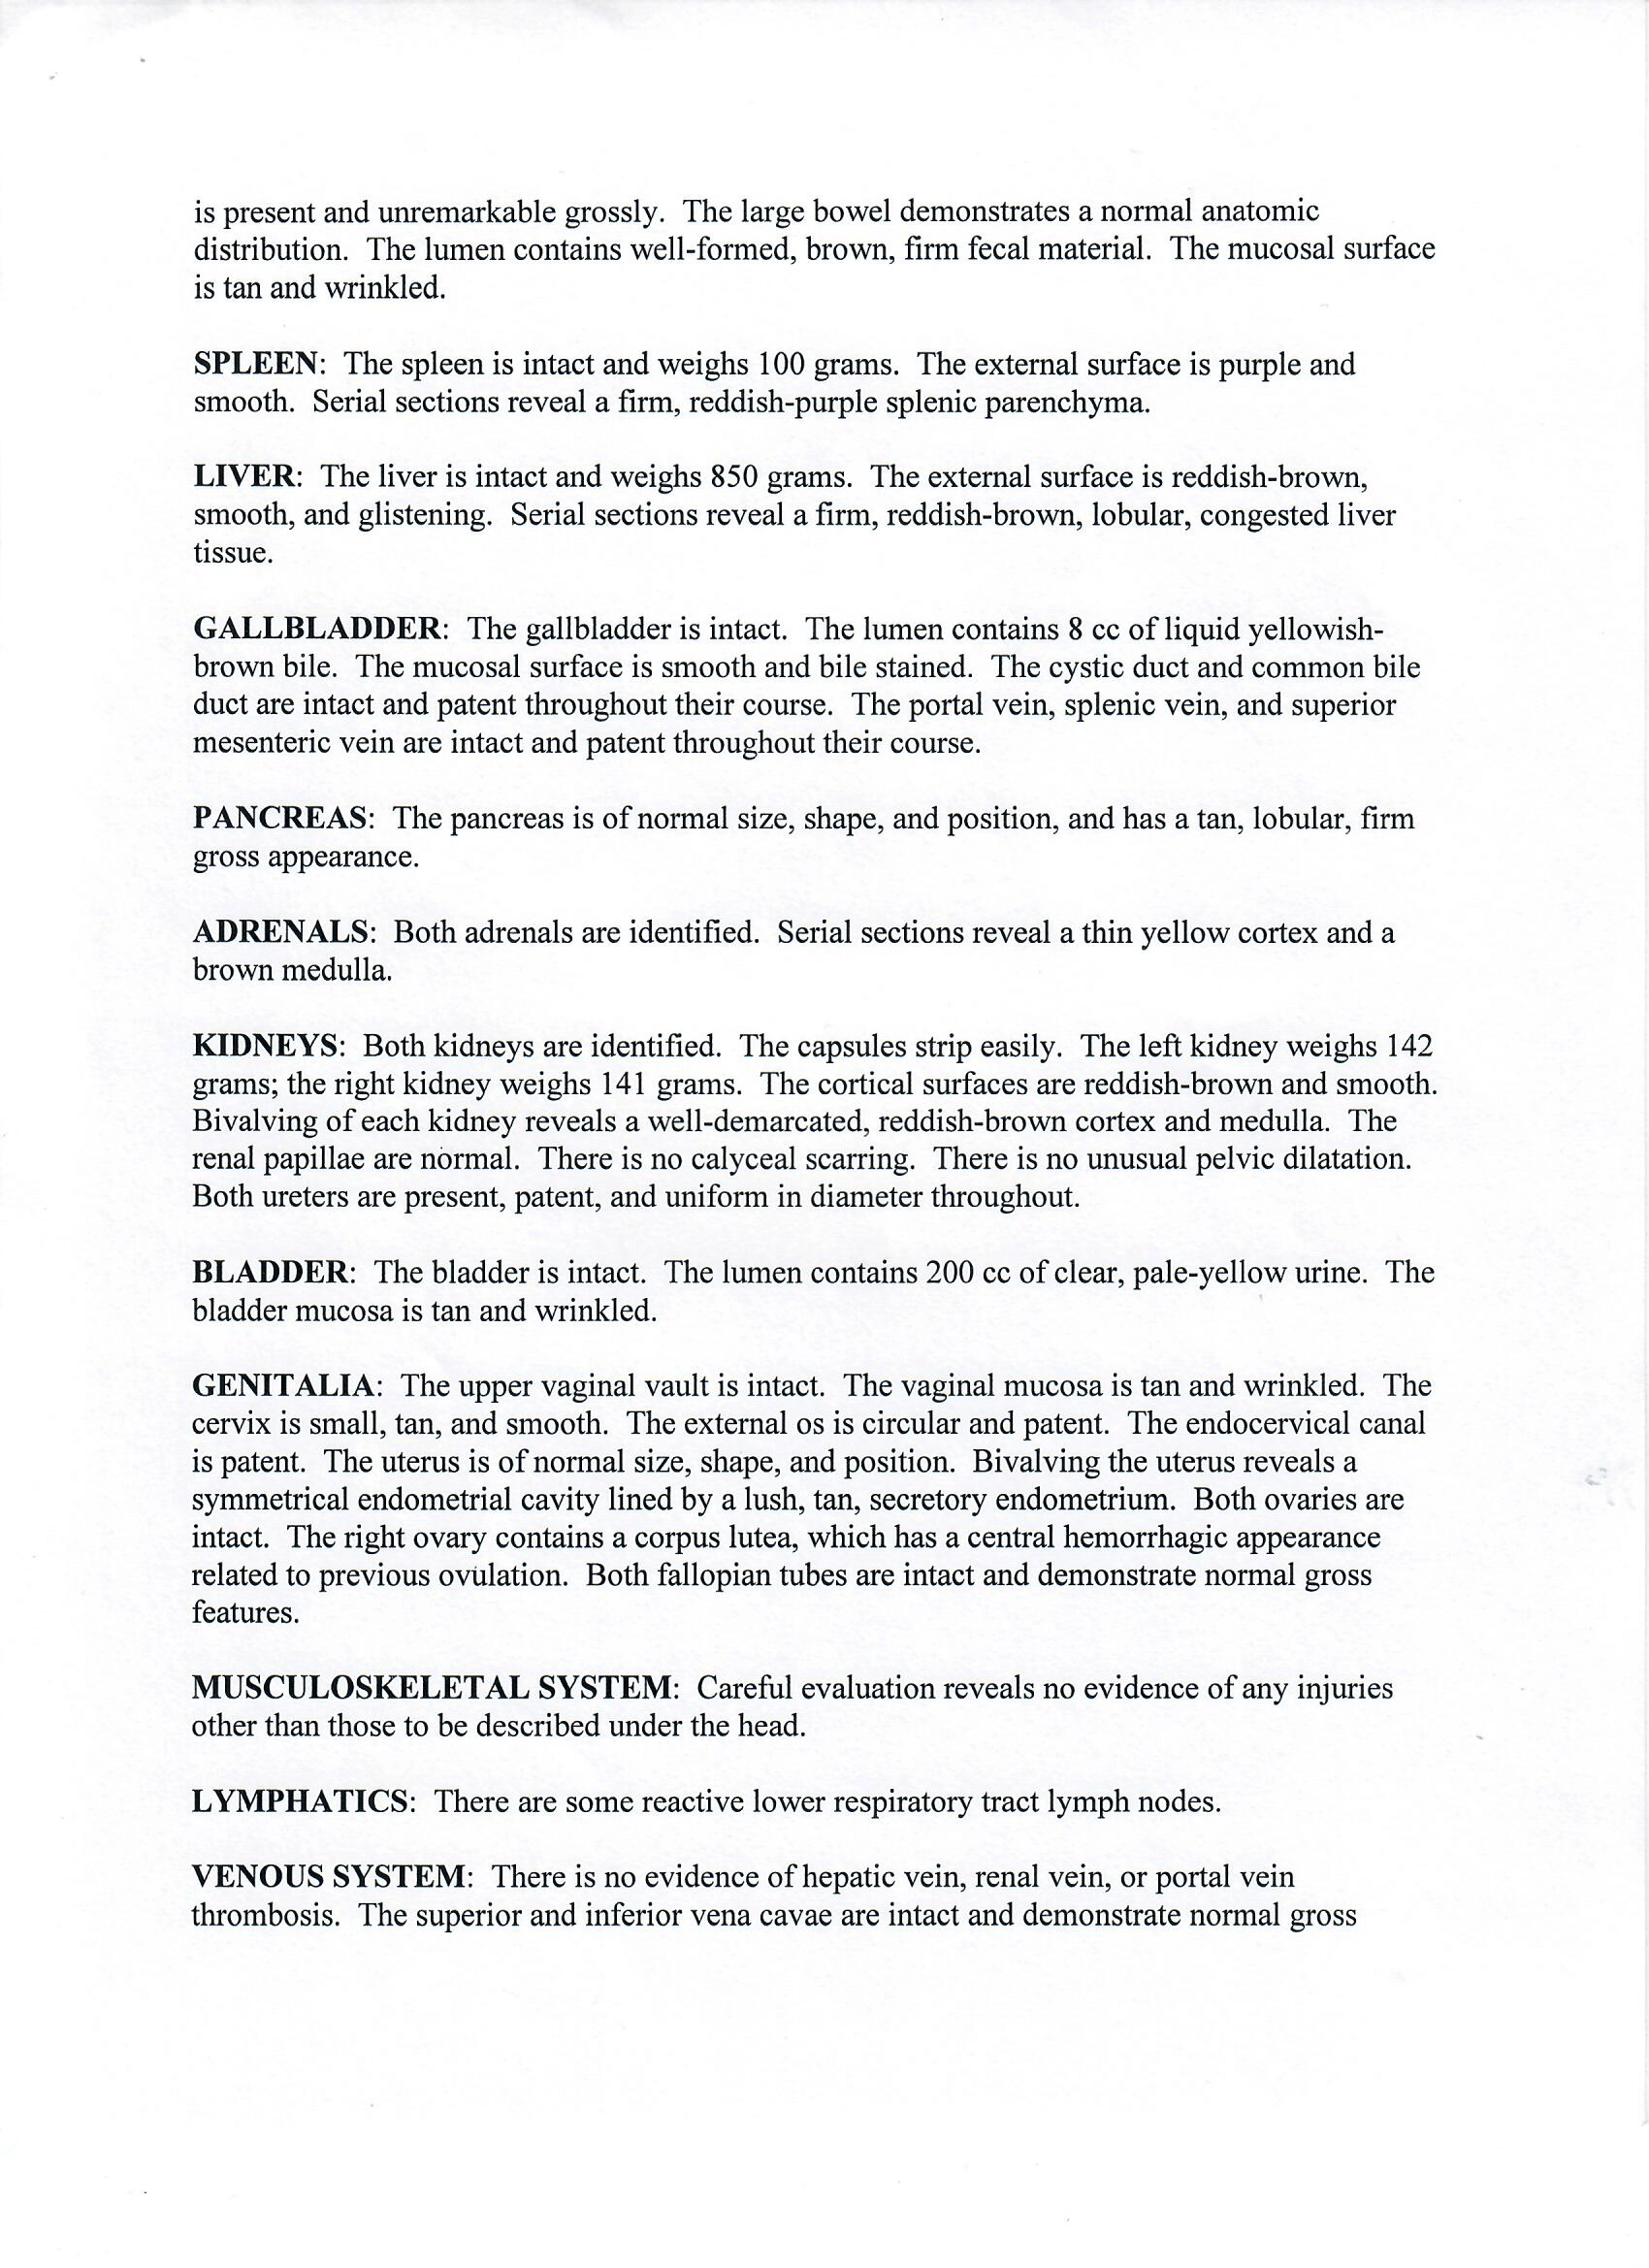 is present and unremarkable grossly.  The large bowel demonstrates a normal anatomic
distribution.  The lumen contains well-formed, brown, firm fecal material.  The mucosal surface
is tan and wrinkled.
SPLEEN:  The spleen is intact and weighs 100 grams.  The external surface is purple and
smooth.  Serial sections reveal a firm, reddish-purple splenic parenchyma.
LIVER:  The liver is intact and weighs 850 grams.  The external surface is reddish-brown,
smooth, and glistening.  Serial sections reveal a firm, reddish-brown, lobular, congested liver
tissue.
GALLBLADDER:  The gallbladder is intact.  The lumen contains 8 cc of liquid yellowish-
brown bile.  The mucosal surface is smooth and bile stained.  The cystic duct and common bile
duct are intact and patent throughout their course.  The portal vein, splenic vein, and superior
mesenteric vein are intact and patent throughout their course.
PANCREAS:  The pancreas is of normal size, shape, and position, and has a tan, lobular, firm
gross appearance.
ADRENALS:  Both adrenals are identified.  Serial sections reveal a thin yellow cortex and a
brown medulla.
KIDNEYS:  Both kidneys are identified.  The capsules strip easily.  The left kidney weighs 142
grams; the right kidney weighs 141 grams.  The cortical surfaces are reddish-brown and smooth.
Bivalving of each kidney reveals a well-demarcated, reddish-brown cortex and medulla.  The
renal papillae are normal.  There is no calyceal scarring.  There is no unusual pelvic dilatation.
Both ureters are present, patent, and uniform in diameter throughout.
BLADDER:  The bladder is intact.  The lumen contains 200 cc of clear, pale-yellow urine.  The
bladder mucosa is tan and wrinkled.
GENITALIA:  The upper vaginal vault is intact.  The vaginal mucosa is tan and wrinkled.  The
cervix is small, tan, and smooth.  The external os is circular and patent.  The endocervical canal
is patent.  The uterus is of normal size, shape, and position.  Bivalving the uterus reveals a
symmetrical endometrial cavity lined by a lush, tan, secretory endometrium.  Both ovaries are
intact.  The right ovary contains a corpus lutea, which has a central hemorrhagic appearance
related to previous ovulation.  Both fallopian tubes are intact and demonstrate normal gross
features.
MUSCULOSKELETAL SYSTEM:  Careful evaluation reveals no evidence of any injuries
other than those to be described under the head.
LYMPHATICS:  There are some reactive lower respiratory tract lymph nodes.
VENOUS SYSTEM:  There is no evidence of hepatic vein, renal vein, or portal vein
thrombosis.  The superior and inferior vena cavae are intact and demonstrate normal gross